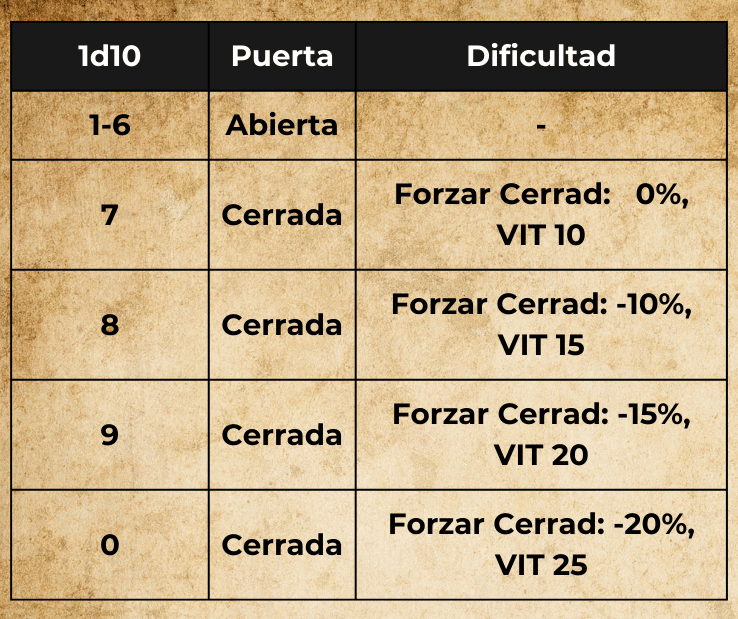 1d10 Puerta Dificultad
1-6 Abierta -
7 Cerrada Forzar Cerrad: 0%,
VIT 10
8 Cerrada Forzar Cerrad: -10%,
VIT 15
9 Cerrada Forzar Cerrad: -15%,
VIT 20
0 Cerrada Forzar Cerrad: -20%,
VIT 25